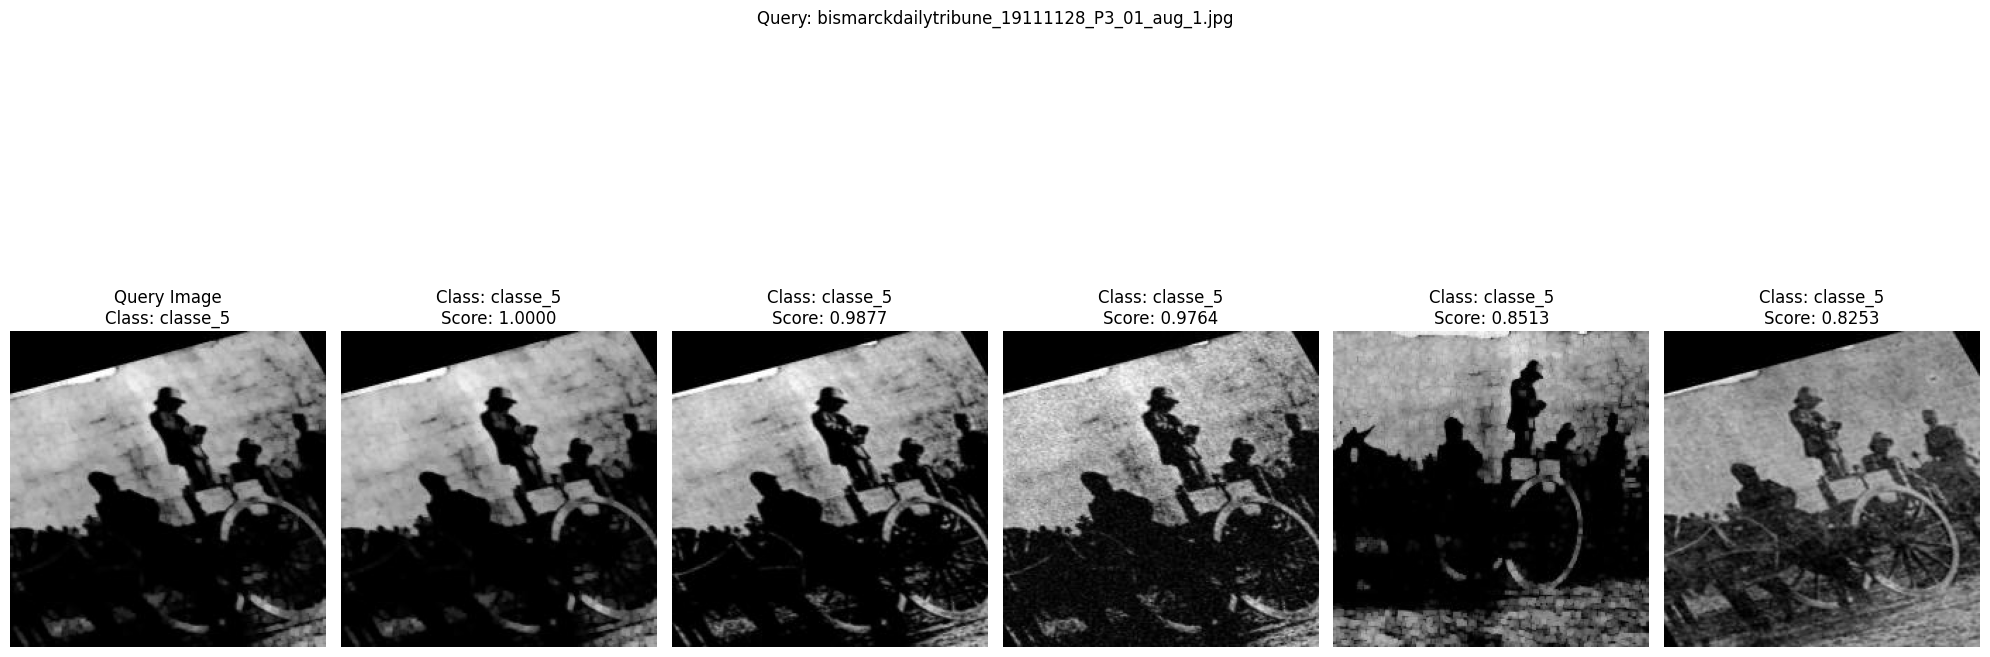 Query: bismarckdailytribune_19111128_P3_01_aug_1.jpg
Query Image
Class: classe_5
Class: classe_5
Score: 1.0000
Class: classe_5
Score: 0.9877
Class: classe_5
Score: 0.9764
Class: classe_5
Score: 0.8513
Class: classe_5
Score: 0.8253